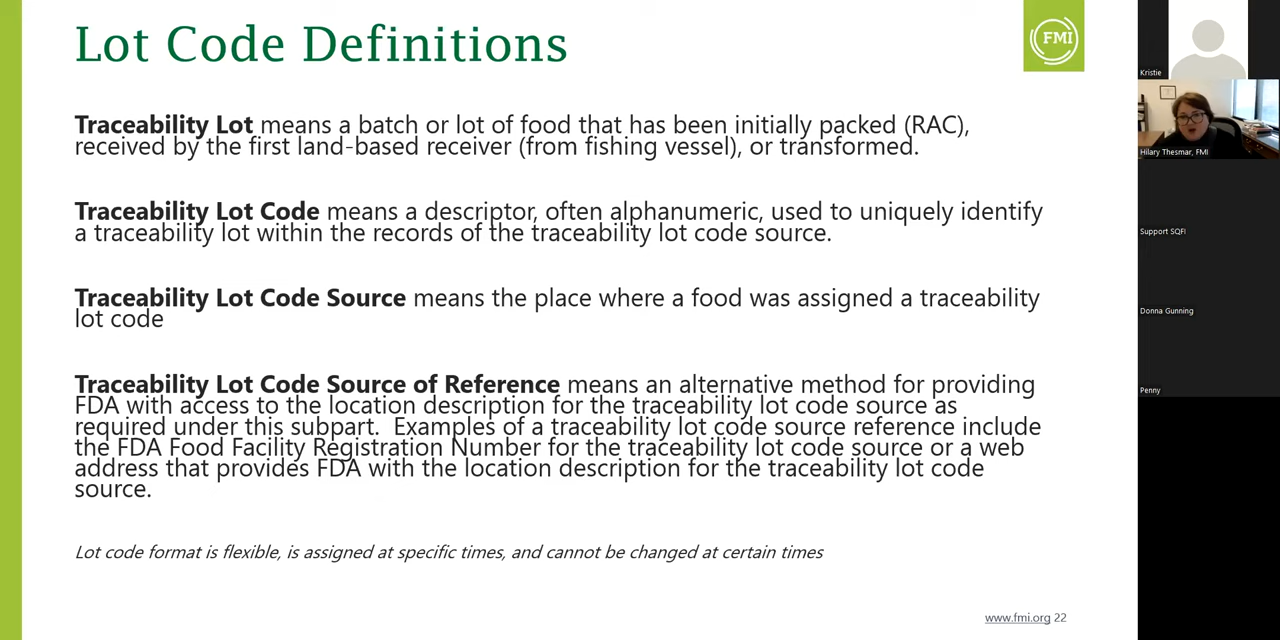 Lot Code Definitions
FMI
Traceability Lot means a batch or lot of food that has been initially packed (RAC),
received by the first land-based receiver (from fishing vessel), or transformed.
Traceability Lot Code means a descriptor, often alphanumeric, used to uniquely identify
a traceability lot within the records of the traceability lot code source.
Traceability Lot Code Source means the place where a food was assigned a traceability
lot code
Traceability Lot Code Source of Reference means an alternative method for providing
FDA with access to the location description for the traceability lot code source as
required under this subpart.  Examples of a traceability lot code source reference include
the FDA Food Facility Registration Number for the traceability lot code source or a web
address that provides FDA with the location description for the traceability lot code
source.
Lot code format is flexible, is assigned at specific times, and cannot be changed at certain times
www.fmi.org 22
Kristie
Hilary Thesmar, FMI
Support SQFI
Donna Gunning
Penny